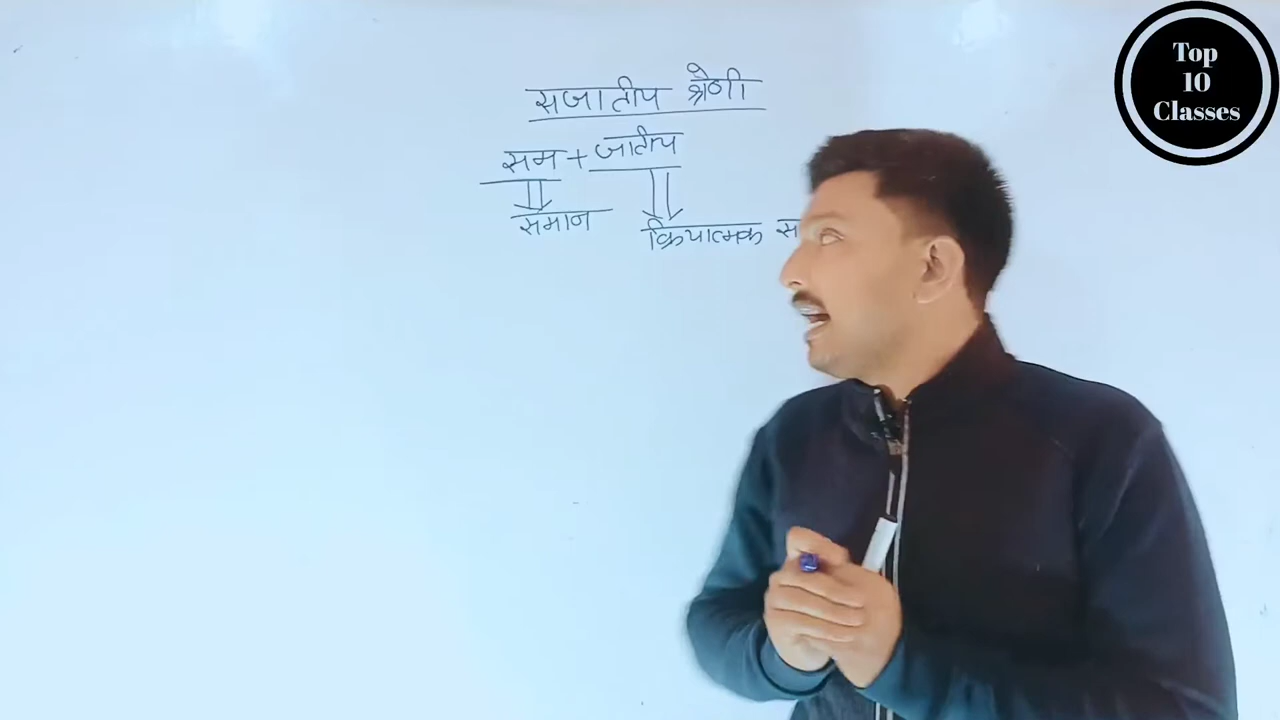 सजातीय श्रेणी
सम + जातीय
समान
क्रियात्मक स
Top
10
Classes